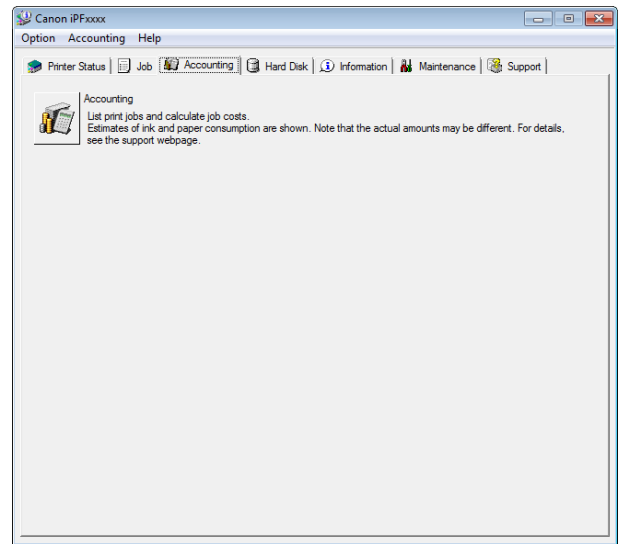 Canon iPFxxxx
Option Accounting Help
Printer Status Job Accounting Hard Disk Information Maintenance Support
Accounting
List print jobs and calculate job costs.
Estimates of ink and paper consumption are shown. Note that the actual amounts may be different. For details,
see the support webpage.